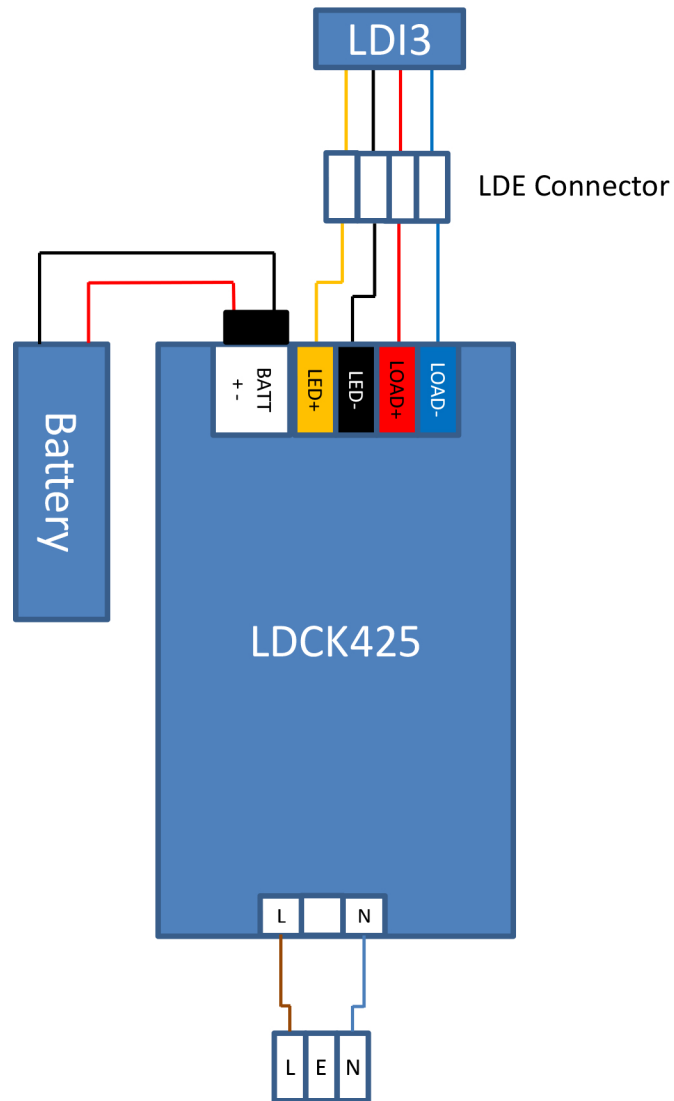 LDI3
LDE Connector
BATT
+ -
LED+
LED-
LOAD+
LOAD-
Battery
LDCK425
L
N
L
E
N